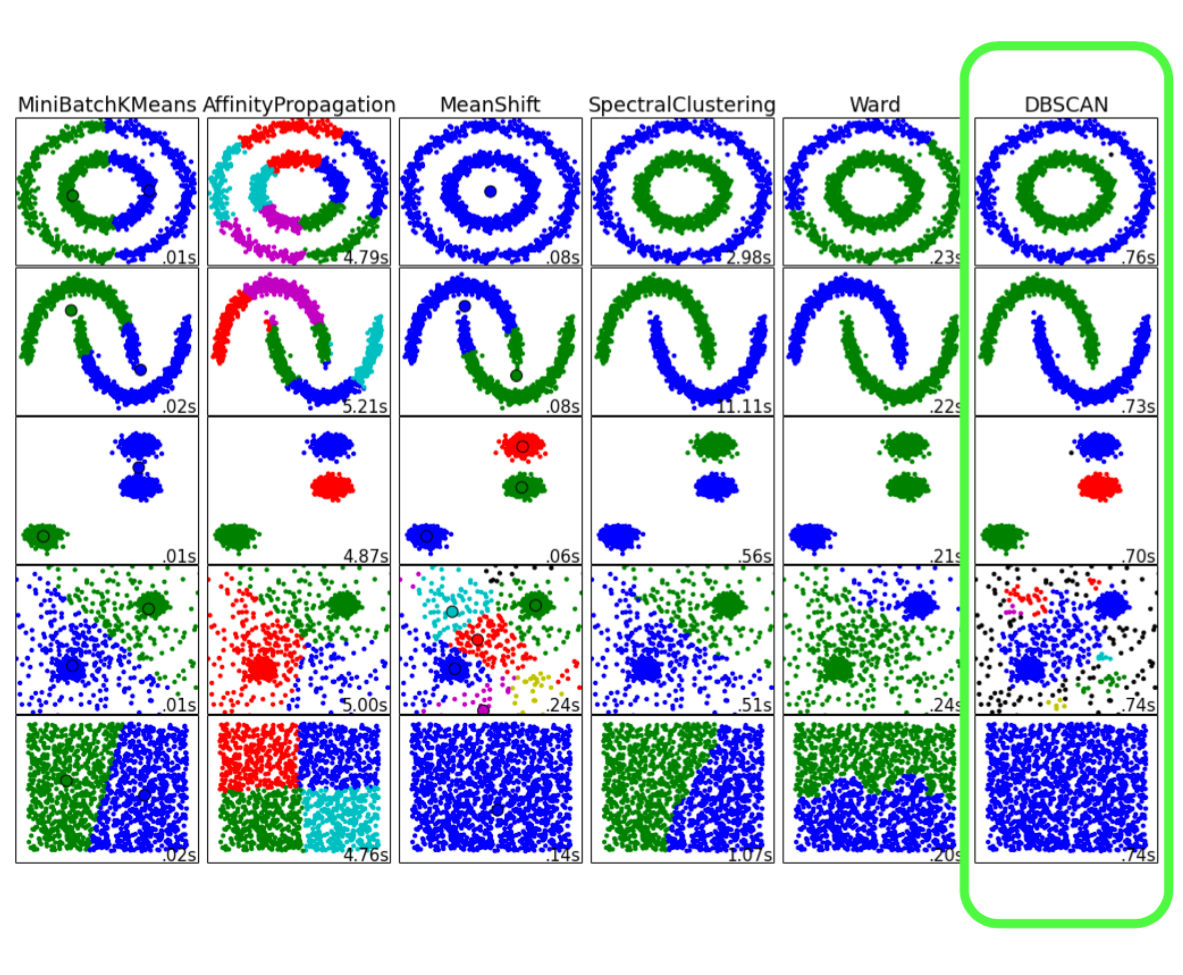 MiniBatchKMeans AffinityPropagation MeanShift SpectralClustering Ward DBSCAN
.01s 4.79s .08s 2.98s .23s .76s
.02s 5.21s .08s 11.11s .22s .73s
.01s 4.87s .06s .56s .21s .70s
.01s 5.00s .24s .51s .24s .74s
.02s 4.76s .14s 1.07s .20s .74s